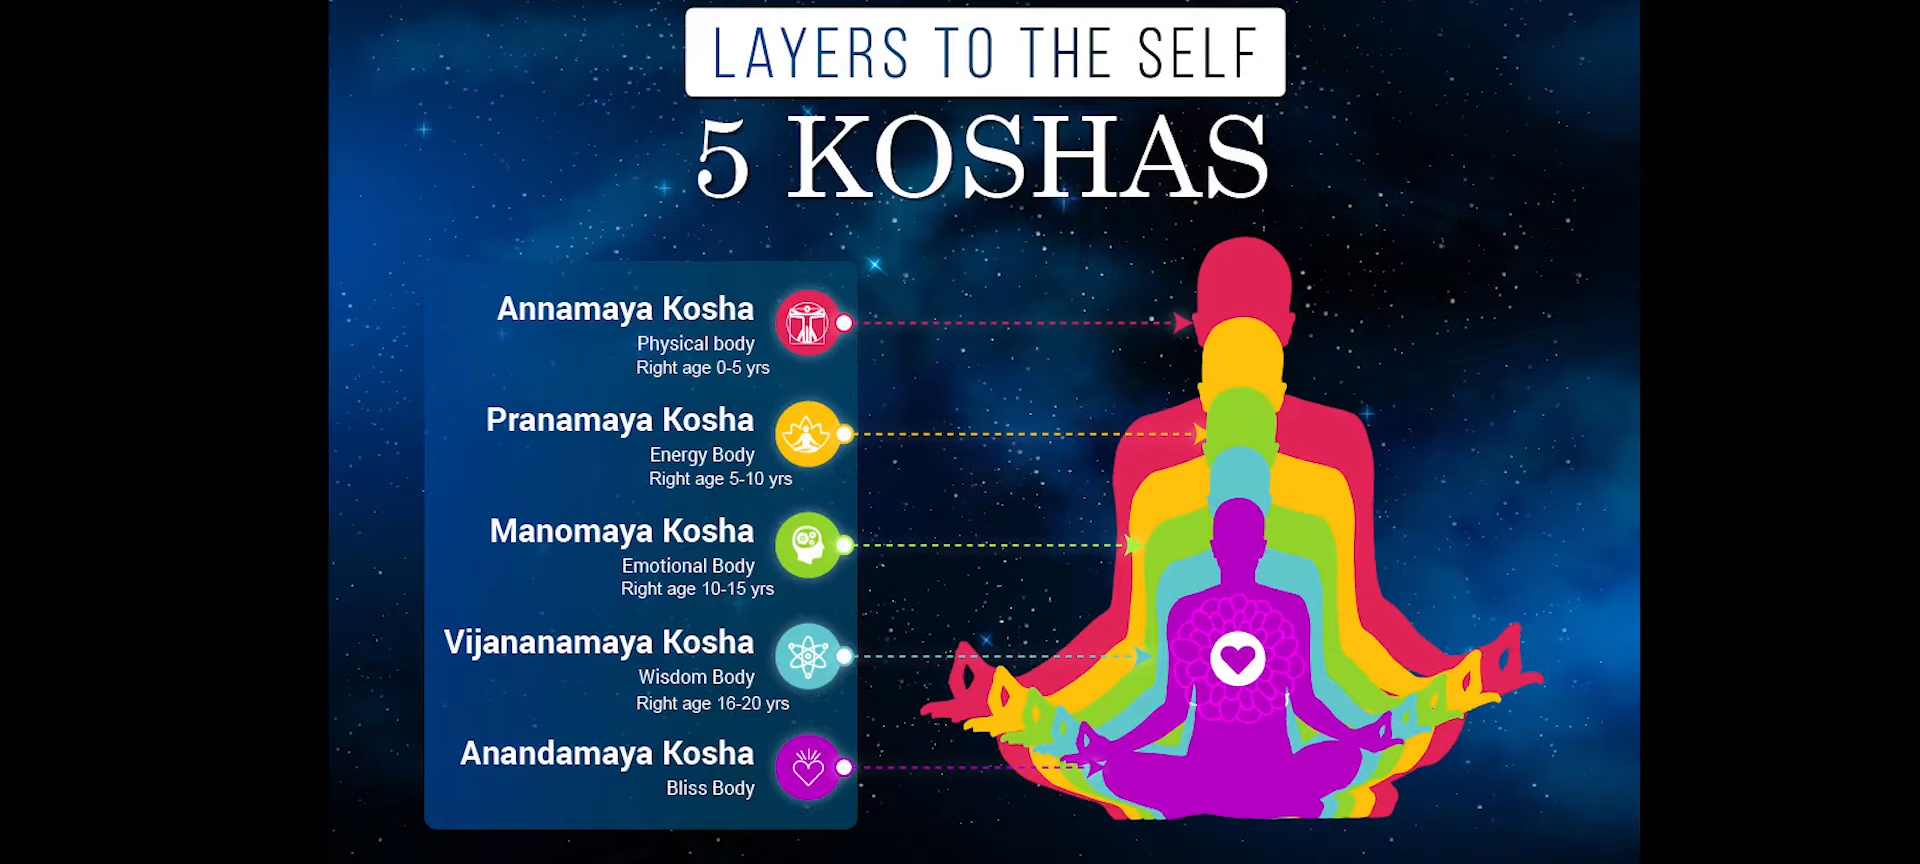 LAYERS TO THE SELF
5 KOSHAS
Annamaya Kosha
Physical body
Right age 0-5 yrs
Pranamaya Kosha
Energy Body
Right age 5-10 yrs
Manomaya Kosha
Emotional Body
Right age 10-15 yrs
Vijananamaya Kosha
Wisdom Body
Right age 16-20 yrs
Anandamaya Kosha
Bliss Body